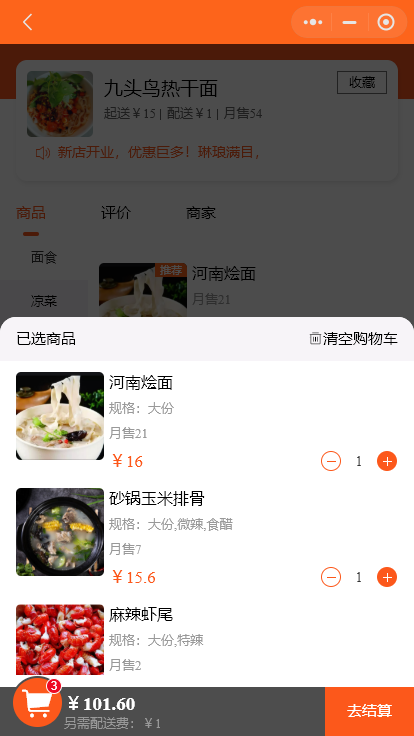 九头鸟热干面
收藏
起送￥15 | 配送￥1 | 月售54
新店开业，优惠巨多！琳琅满目，
商品 评价 商家
面食
推荐
河南烩面
凉菜
月售21
已选商品 清空购物车
河南烩面
规格：大份
月售21
￥16 1
砂锅玉米排骨
规格：大份,微辣,食醋
月售7
￥15.6 1
麻辣虾尾
规格：大份,特辣
月售2
3
￥101.60
另需配送费：￥1
去结算